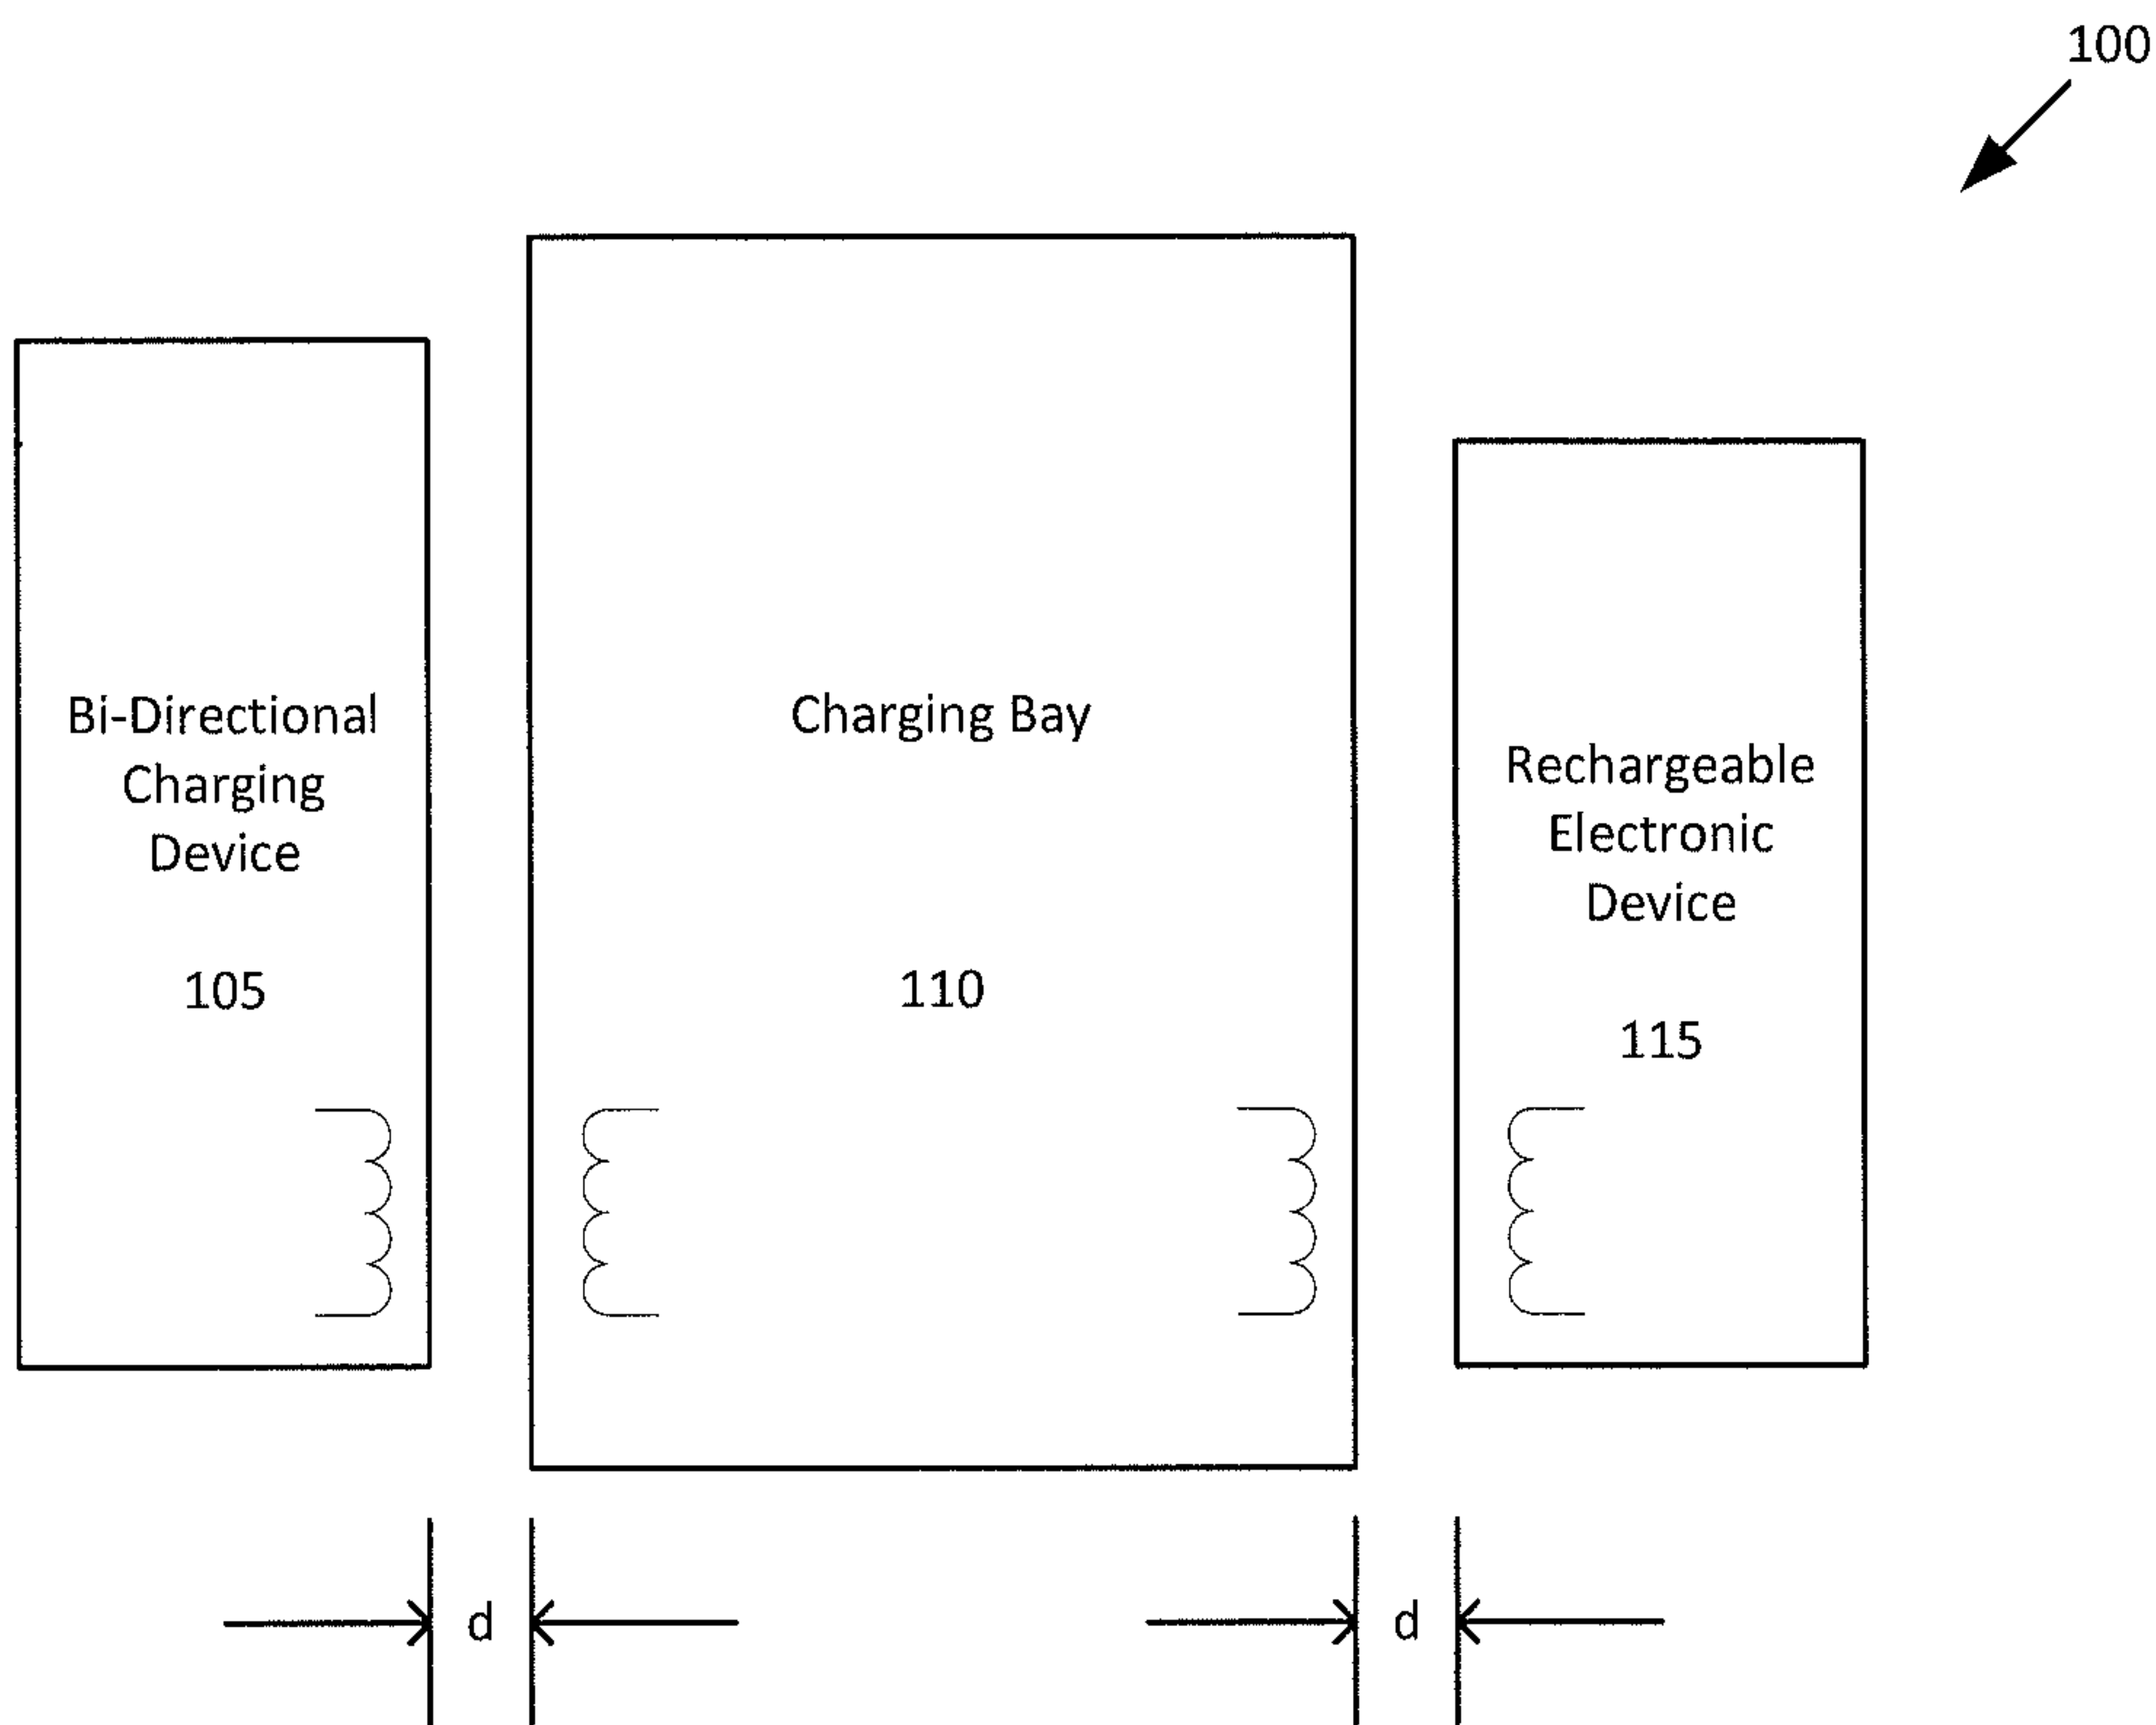 100
Bi-Directional
Charging
Device
105
Charging Bay
110
Rechargeable
Electronic
Device
115
d
d